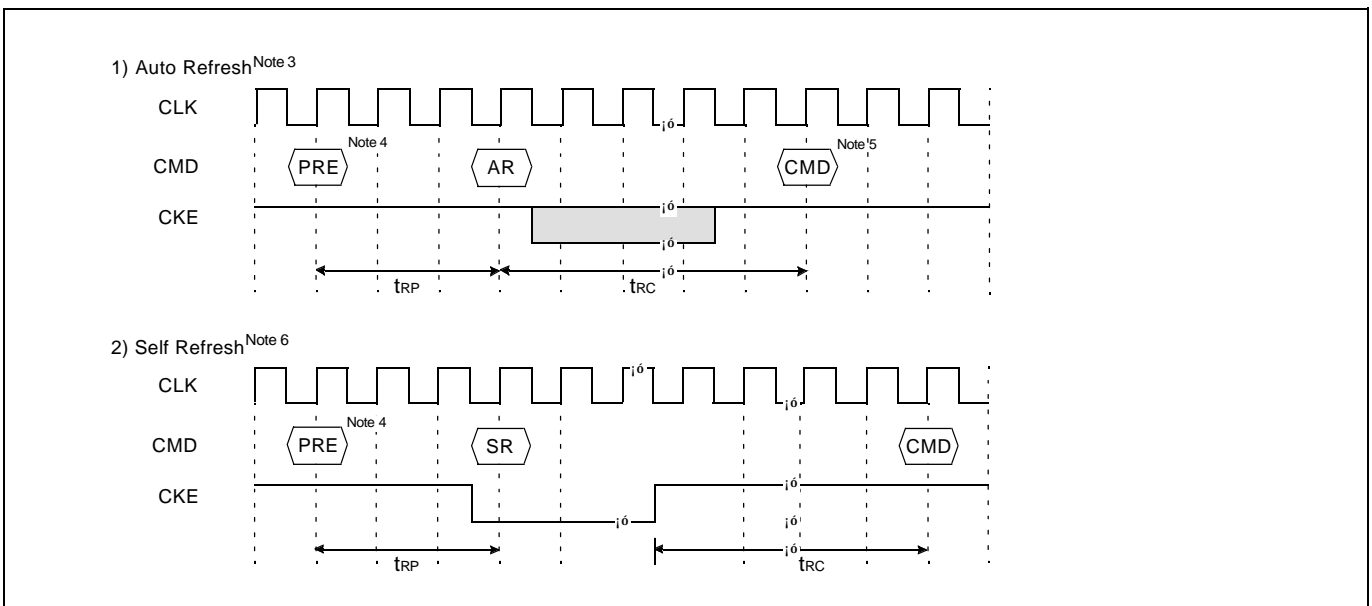 1) Auto Refresh Note 3
CLK
¡ó
CMD
PRE Note 4
AR
CMD Note 5
CKE
¡ó
¡ó
¡ó
tRP
tRC
2) Self Refresh Note 6
CLK
¡ó
¡ó
CMD
PRE Note 4
SR
CMD
CKE
¡ó
¡ó
¡ó
¡ó
tRP
tRC